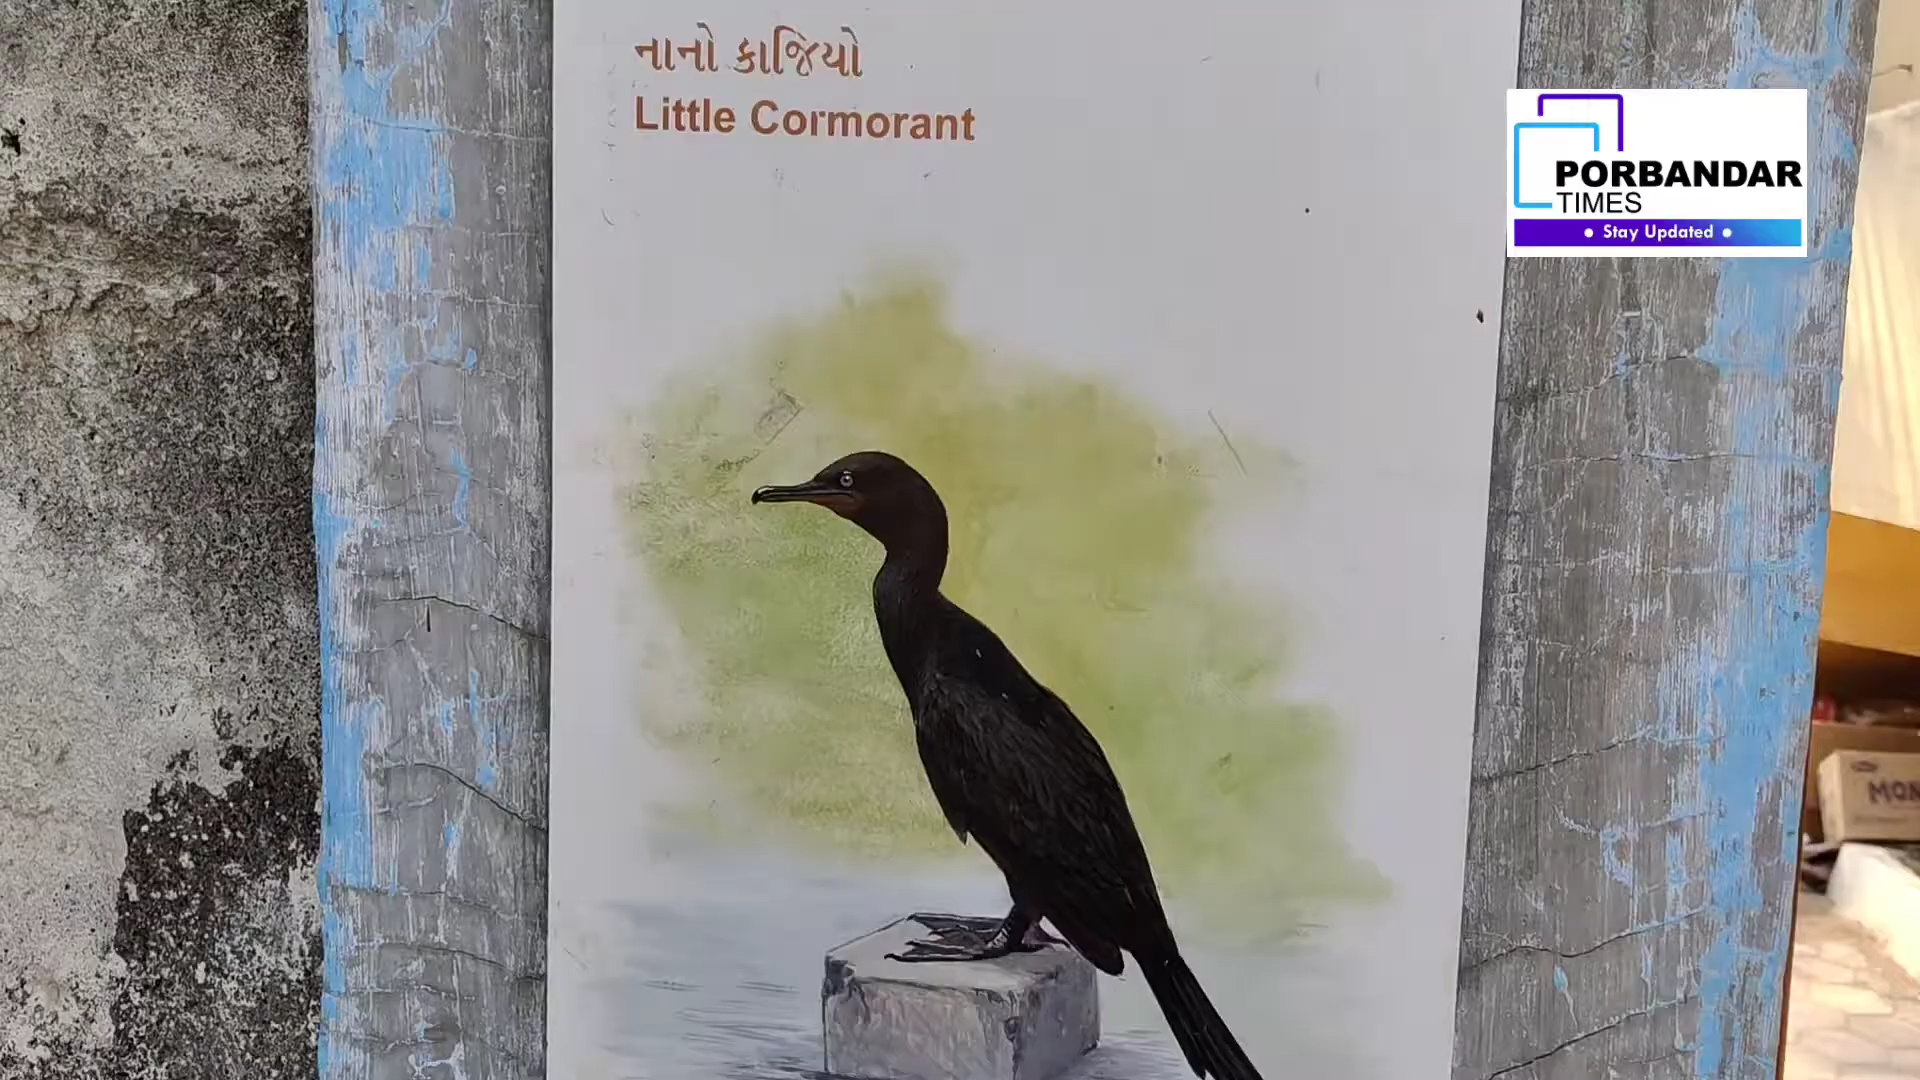 નાનો કાજિયો
Little Cormorant
PORBANDAR
TIMES
• Stay Updated •